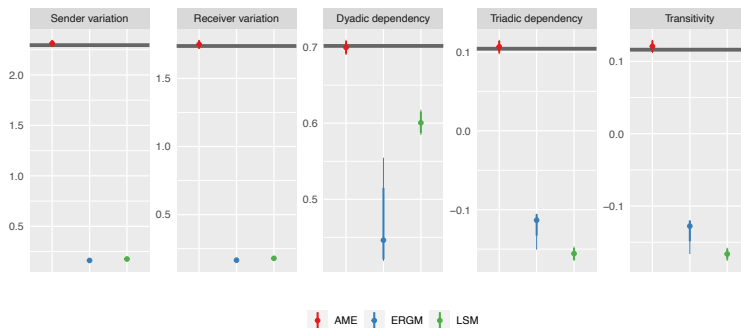 Sender variation
Receiver variation
Dyadic dependency
Triadic dependency
Transitivity
2.0
1.5
1.0
0.5
1.5
1.0
0.5
0.7
0.6
0.5
0.1
0.0
−0.1
0.1
0.0
−0.1
AME ERGM LSM